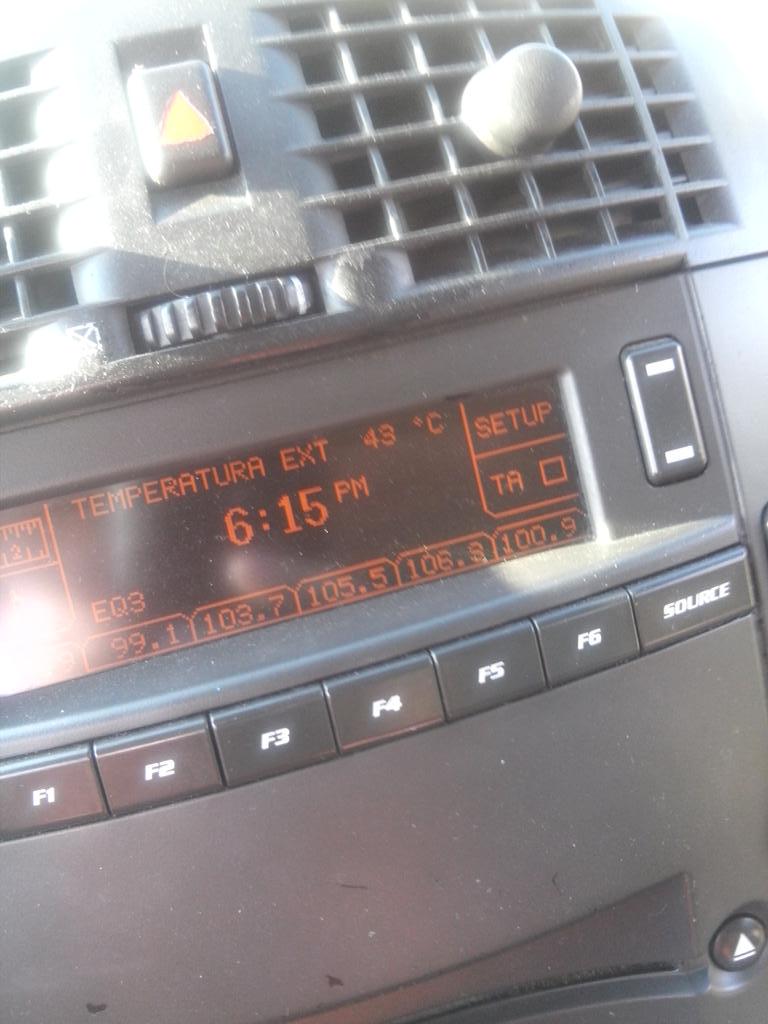 TEMPERATURA EXT 43 °C
SETUP
6:15 PM
TA
EQ3
99.1 103.7 105.5 106.3 100.9
F1 F2 F3 F4 F5 F6 SOURCE